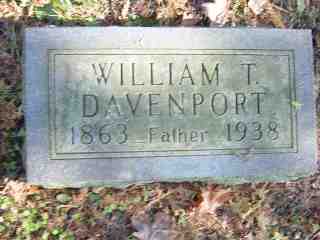 WILLIAM T.
DAVENPORT
1863 Father 1938